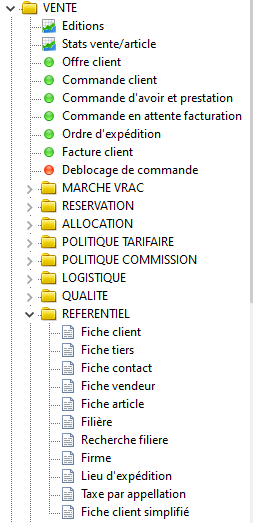 VENTE
Editions
Stats vente/article
Offre client
Commande client
Commande d'avoir et prestation
Commande en attente facturation
Ordre d'expédition
Facture client
Deblocage de commande
MARCHE VRAC
RESERVATION
ALLOCATION
POLITIQUE TARIFAIRE
POLITIQUE COMMISSION
LOGISTIQUE
QUALITE
REFERENTIEL
Fiche client
Fiche tiers
Fiche contact
Fiche vendeur
Fiche article
Filière
Recherche filiere
Firme
Lieu d'expédition
Taxe par appellation
Fiche client simplifié